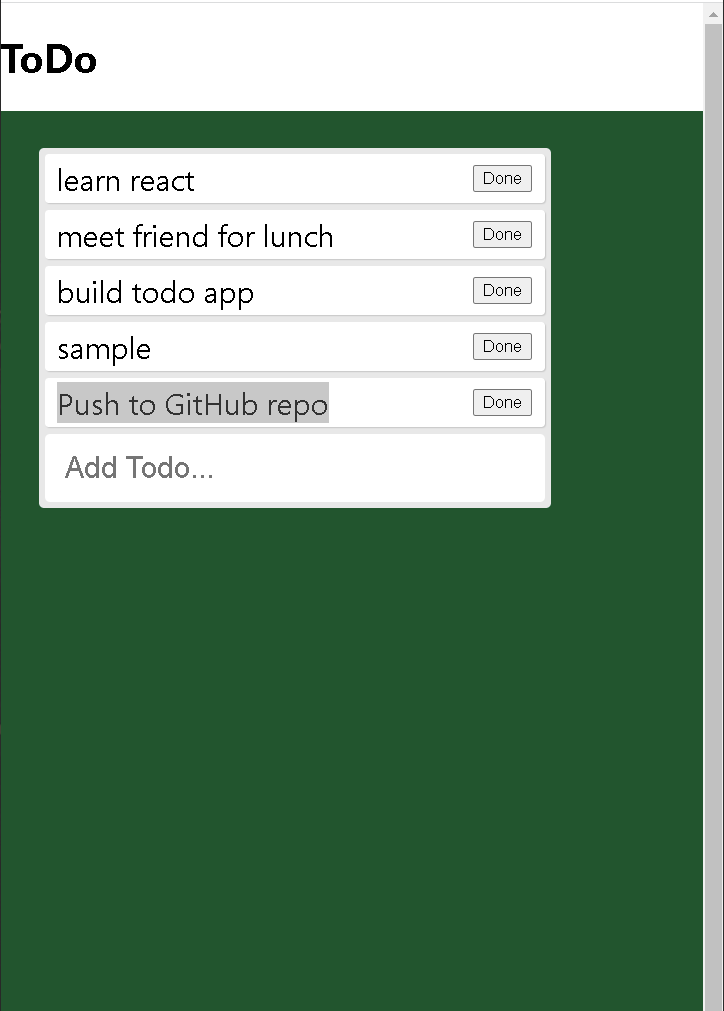 ToDo
learn react Done
meet friend for lunch Done
build todo app Done
sample Done
Push to GitHub repo Done
Add Todo...